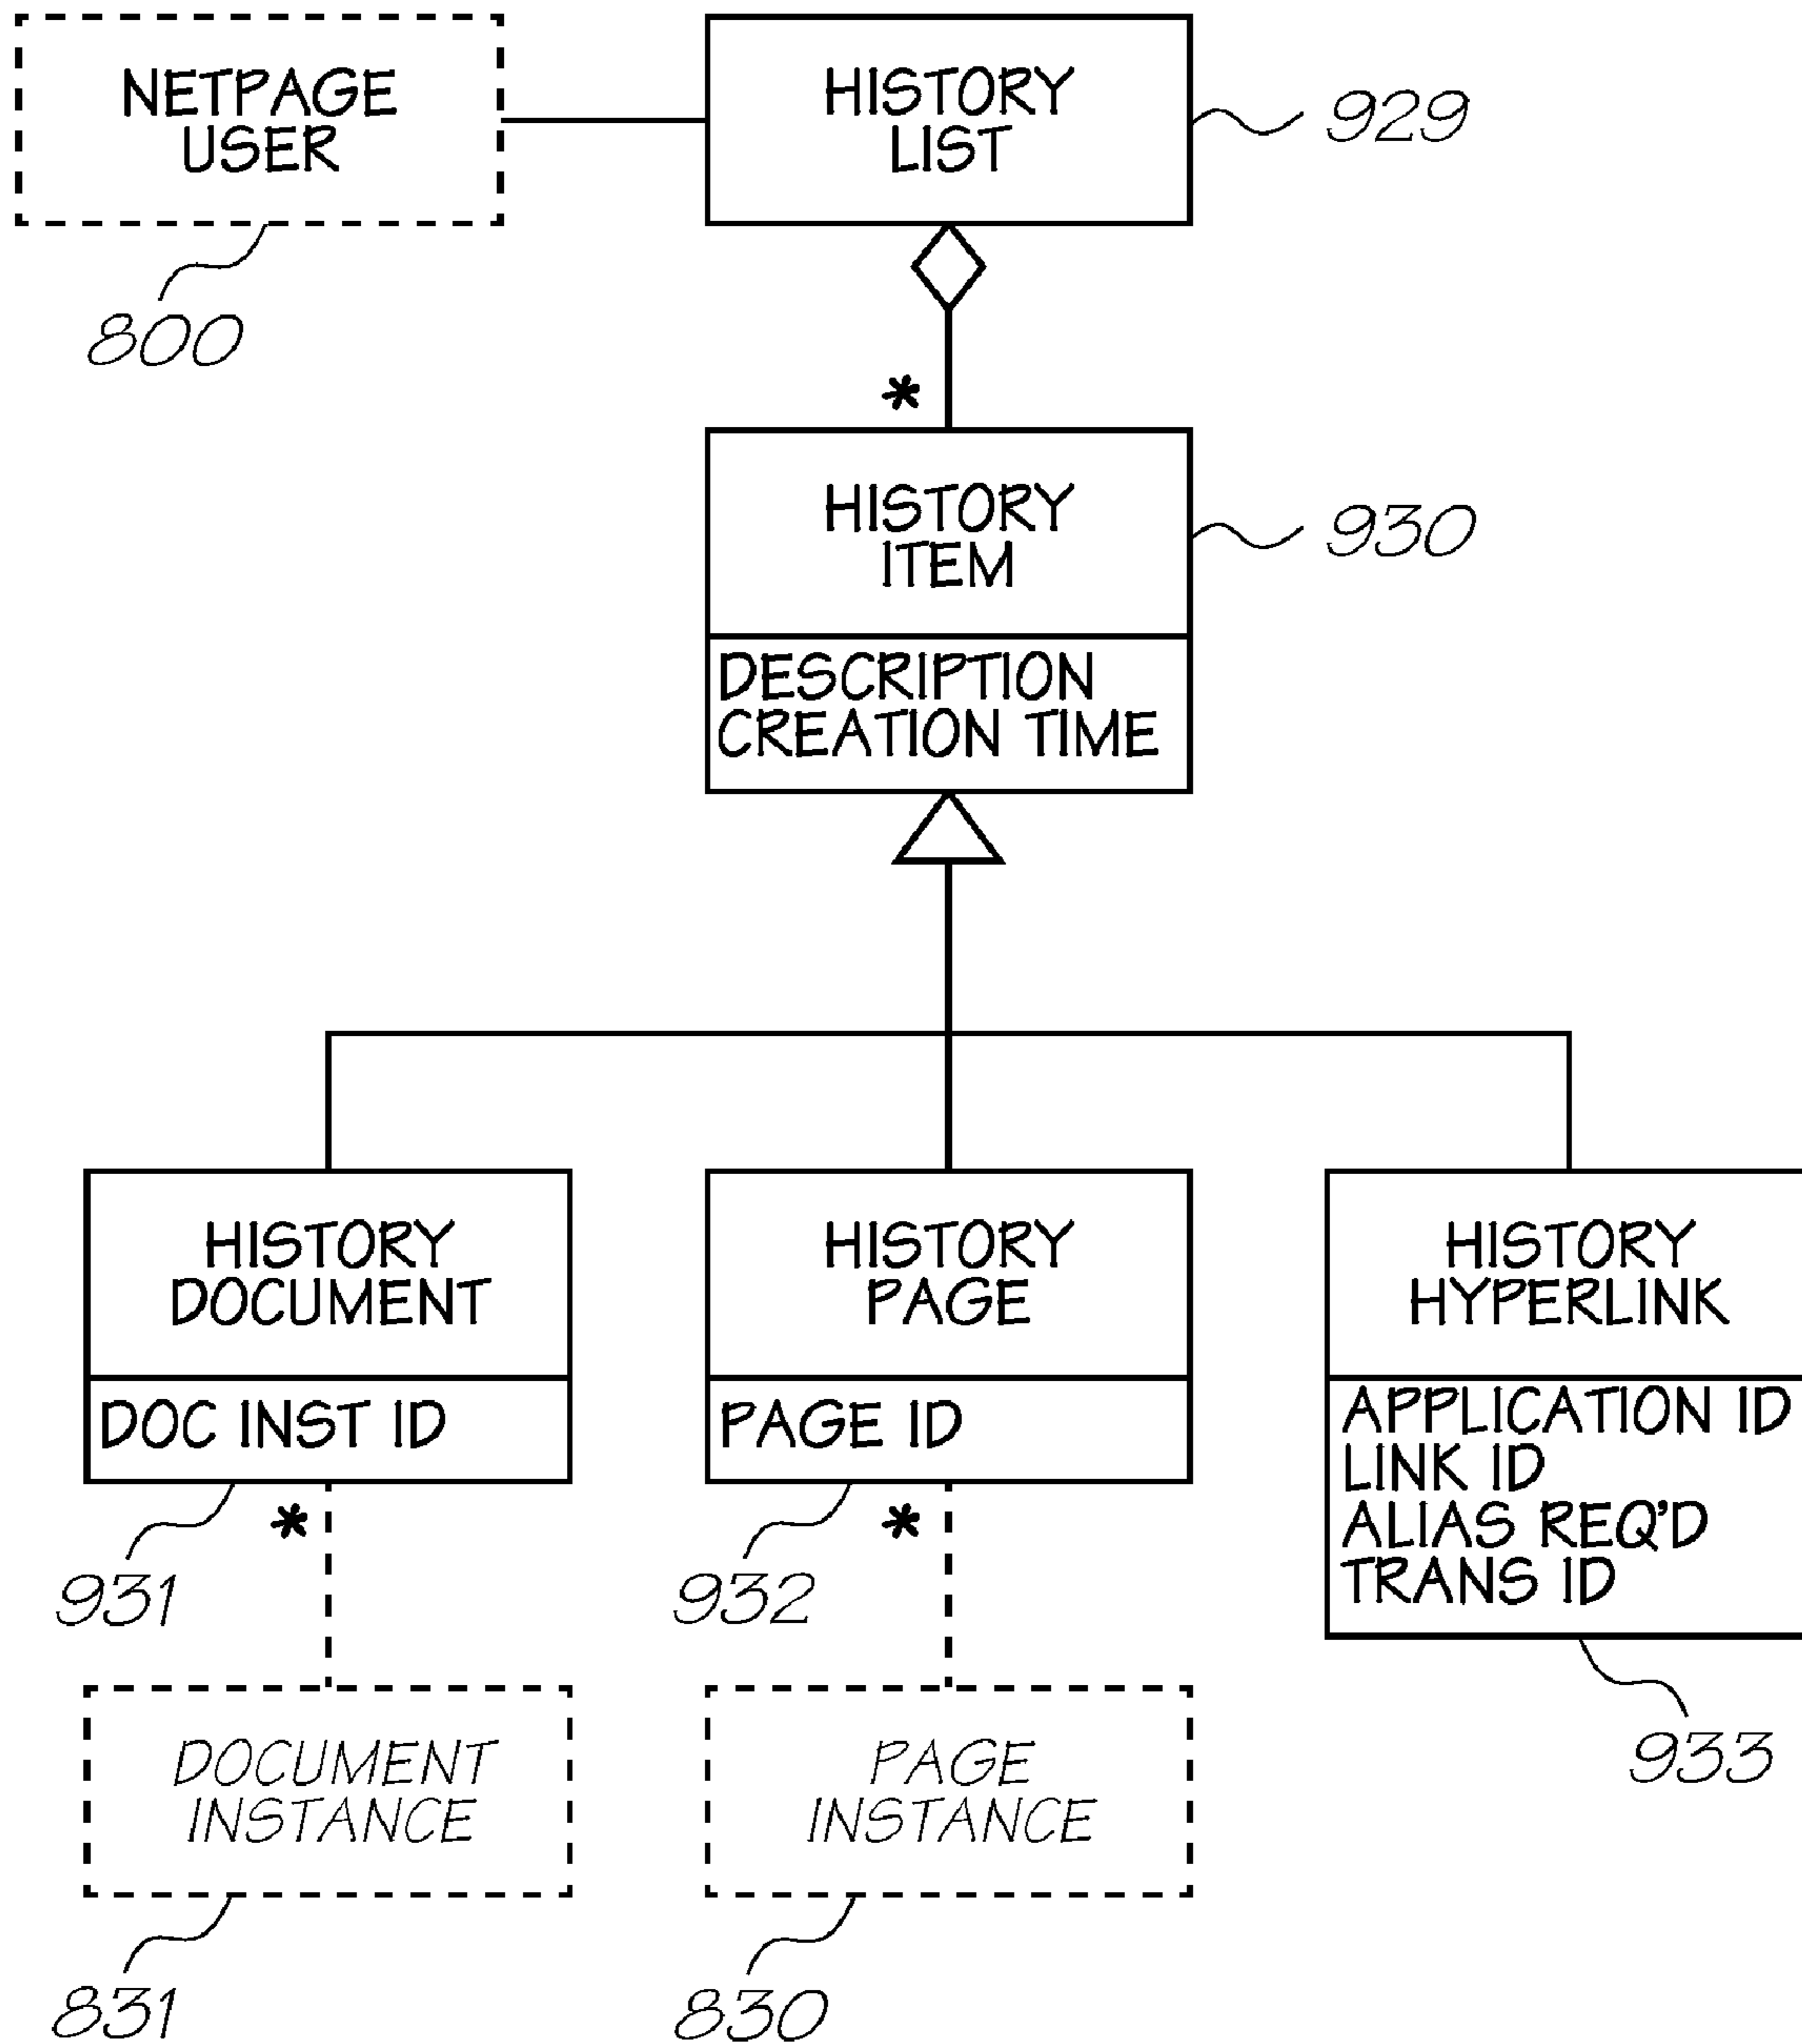 NETPAGE
USER
800
HISTORY
LIST
929
*
HISTORY
ITEM
930
DESCRIPTION
CREATION TIME
HISTORY
DOCUMENT
DOC INST ID
*
931
HISTORY
PAGE
PAGE ID
*
932
HISTORY
HYPERLINK
APPLICATION ID
LINK ID
ALIAS REQ'D
TRANS ID
933
DOCUMENT
INSTANCE
831
PAGE
INSTANCE
830